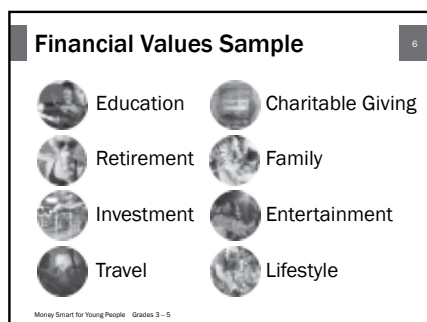 Financial Values Sample
6
Education
Charitable Giving
Retirement
Family
Investment
Entertainment
Travel
Lifestyle
Money Smart for Young People Grades 3 – 5